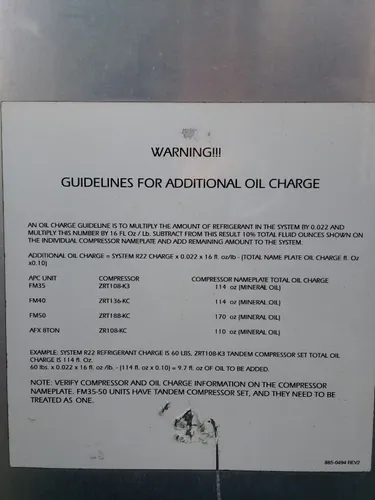 WARNING!!!
GUIDELINES FOR ADDITIONAL OIL CHARGE
AN OIL CHARGE GUIDELINE IS TO MULTIPLY THE AMOUNT OF REFRIGERANT IN THE SYSTEM BY 0.022 AND
MULTIPLY THIS NUMBER BY 16 FL Oz / Lb. SUBTRACT FROM THIS RESULT 10% TOTAL FLUID OUNCES SHOWN ON
THE INDIVIDUAL COMPRESSOR NAMEPLATE AND ADD REMAINING AMOUNT TO THE SYSTEM.
ADDITIONAL OIL CHARGE = SYSTEM R22 CHARGE x 0.022 x 16 fl. oz/lb - (TOTAL NAME PLATE OIL CHARGE fl. Oz
x0.10)
APC UNIT COMPRESSOR COMPRESSOR NAMEPLATE TOTAL OIL CHARGE
FM35 ZRT108-K3 114 oz (MINERAL OIL)
FM40 ZRT136-KC 114 oz (MINERAL OIL)
FM50 ZRT188-KC 170 oz (MINERAL OIL)
AFX 8TON ZR108-KC 110 oz (MINERAL OIL)
EXAMPLE: SYSTEM R22 REFRIGERANT CHARGE IS 60 LBS, ZRT108-K3 TANDEM COMPRESSOR SET TOTAL OIL
CHARGE IS 114 fl. Oz.
60 lbs. x 0.022 x 16 fl. oz /lb. - (114 fl. oz x 0.10) = 9.7 fl. oz OF OIL TO BE ADDED.
NOTE: VERIFY COMPRESSOR AND OIL CHARGE INFORMATION ON THE COMPRESSOR
NAMEPLATE. FM35-50 UNITS HAVE TANDEM COMPRESSOR SET, AND THEY NEED TO BE
TREATED AS ONE.
885-0494 REV2